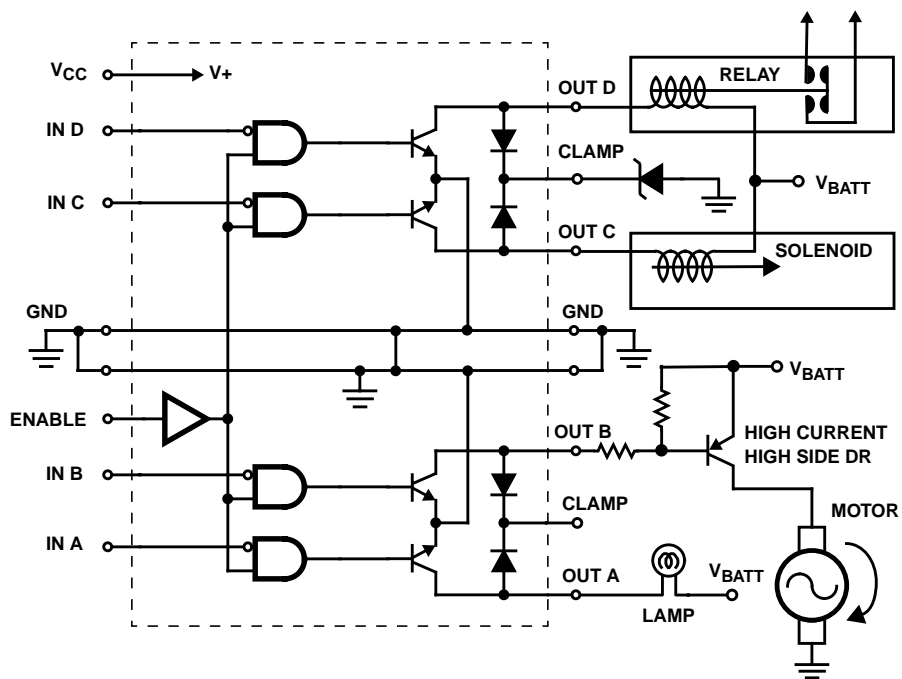 VCC
V+
IN D
IN C
GND
ENABLE
IN B
IN A
OUT D
CLAMP
OUT C
RELAY
VBATT
SOLENOID
GND
VBATT
OUT B
HIGH CURRENT
HIGH SIDE DR
CLAMP
MOTOR
OUT A
VBATT
LAMP